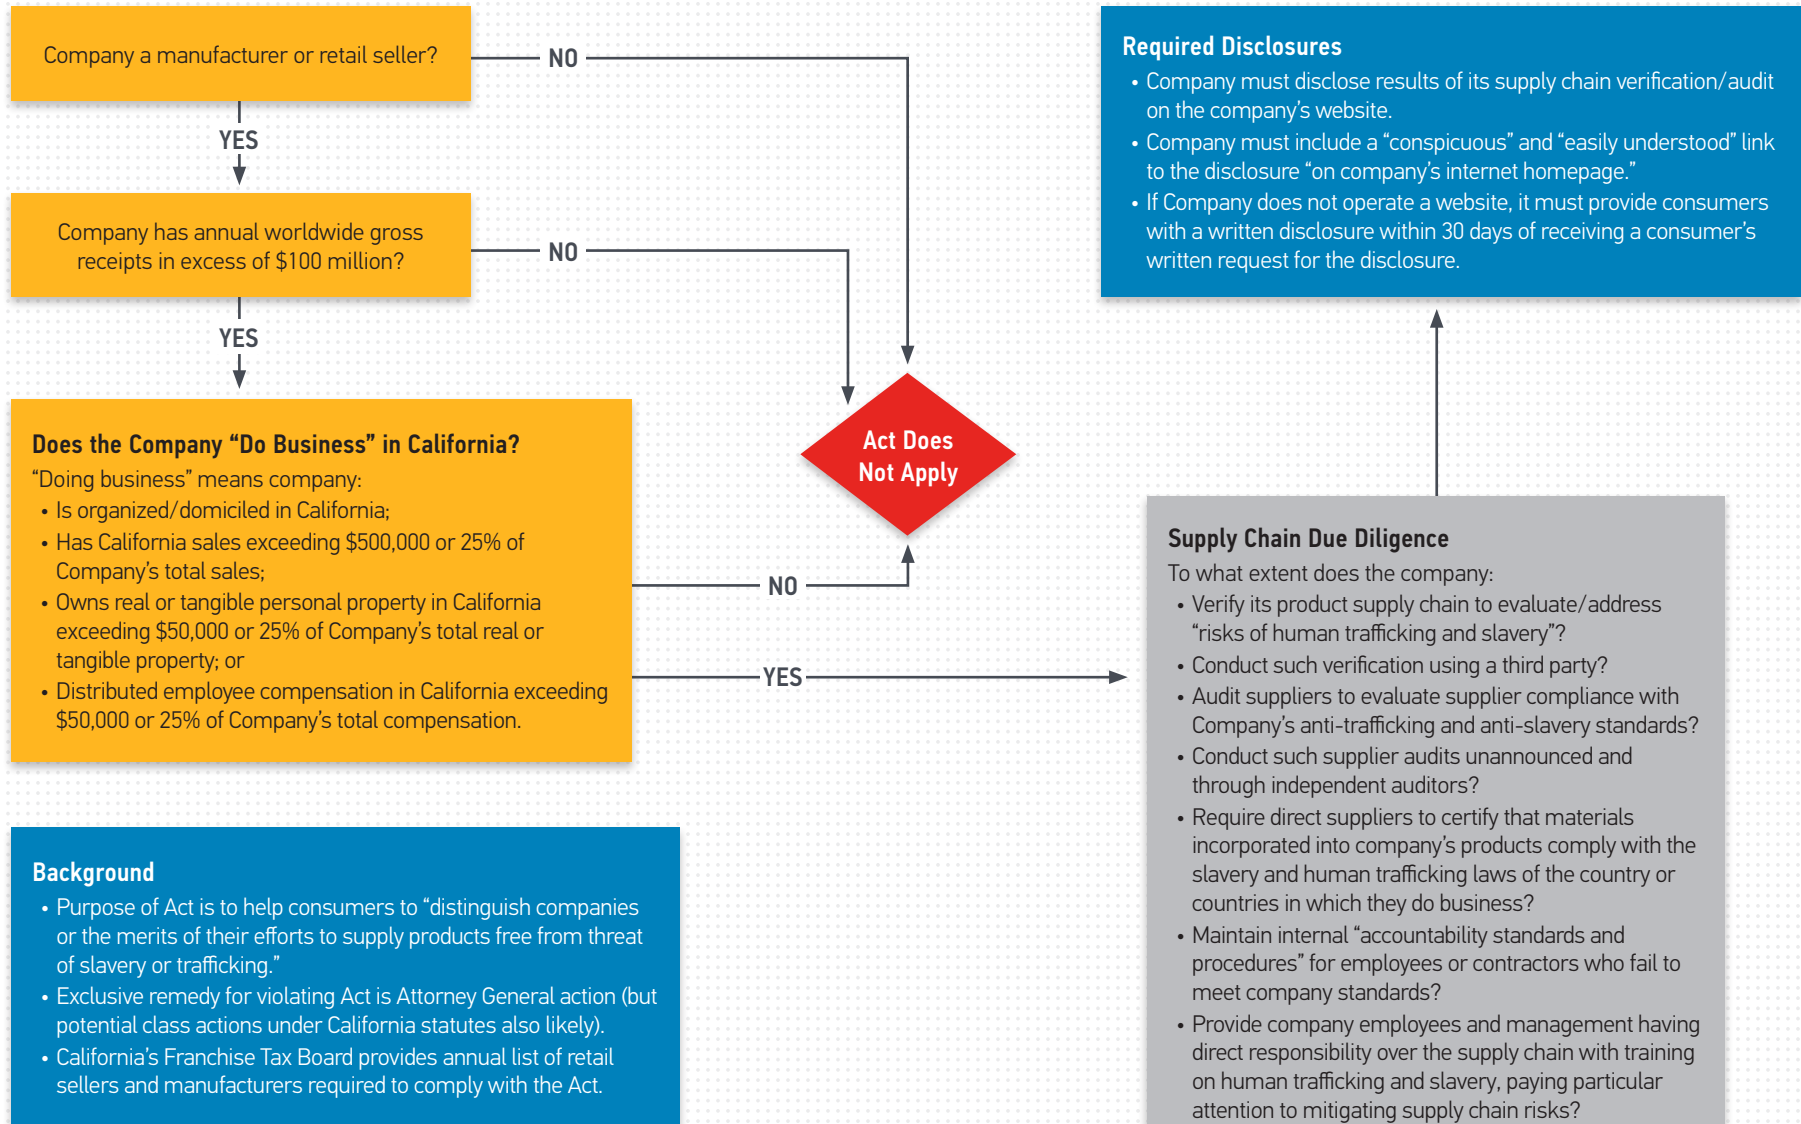 Company a manufacturer or retail seller?
NO
YES
Company has annual worldwide gross
receipts in excess of $100 million?
NO
YES
Does the Company “Do Business” in California?
“Doing business” means company:
• Is organized/domiciled in California;
• Has California sales exceeding $500,000 or 25% of
Company’s total sales;
• Owns real or tangible personal property in California
exceeding $50,000 or 25% of Company’s total real or
tangible property; or
• Distributed employee compensation in California exceeding
$50,000 or 25% of Company’s total compensation.
NO
YES
Act Does
Not Apply
Background
• Purpose of Act is to help consumers to “distinguish companies
or the merits of their efforts to supply products free from threat
of slavery or trafficking.”
• Exclusive remedy for violating Act is Attorney General action (but
potential class actions under California statutes also likely).
• California’s Franchise Tax Board provides annual list of retail
sellers and manufacturers required to comply with the Act.
Required Disclosures
• Company must disclose results of its supply chain verification/audit
on the company’s website.
• Company must include a “conspicuous” and “easily understood” link
to the disclosure “on company’s internet homepage.”
• If Company does not operate a website, it must provide consumers
with a written disclosure within 30 days of receiving a consumer’s
written request for the disclosure.
Supply Chain Due Diligence
To what extent does the company:
• Verify its product supply chain to evaluate/address
“risks of human trafficking and slavery”?
• Conduct such verification using a third party?
• Audit suppliers to evaluate supplier compliance with
Company’s anti-trafficking and anti-slavery standards?
• Conduct such supplier audits unannounced and
through independent auditors?
• Require direct suppliers to certify that materials
incorporated into company’s products comply with the
slavery and human trafficking laws of the country or
countries in which they do business?
• Maintain internal “accountability standards and
procedures” for employees or contractors who fail to
meet company standards?
• Provide company employees and management having
direct responsibility over the supply chain with training
on human trafficking and slavery, paying particular
attention to mitigating supply chain risks?